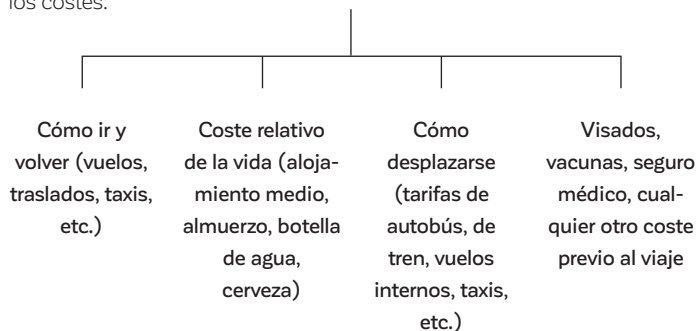 los costes:
Cómo ir y
volver (vuelos,
traslados, taxis,
etc.)
Coste relativo
de la vida (aloja-
miento medio,
almuerzo, botella
de agua,
cerveza)
Cómo
desplazarse
(tarifas de
autobús, de
tren, vuelos
internos, taxis,
etc.)
Visados,
vacunas, seguro
médico, cual-
quier otro coste
previo al viaje